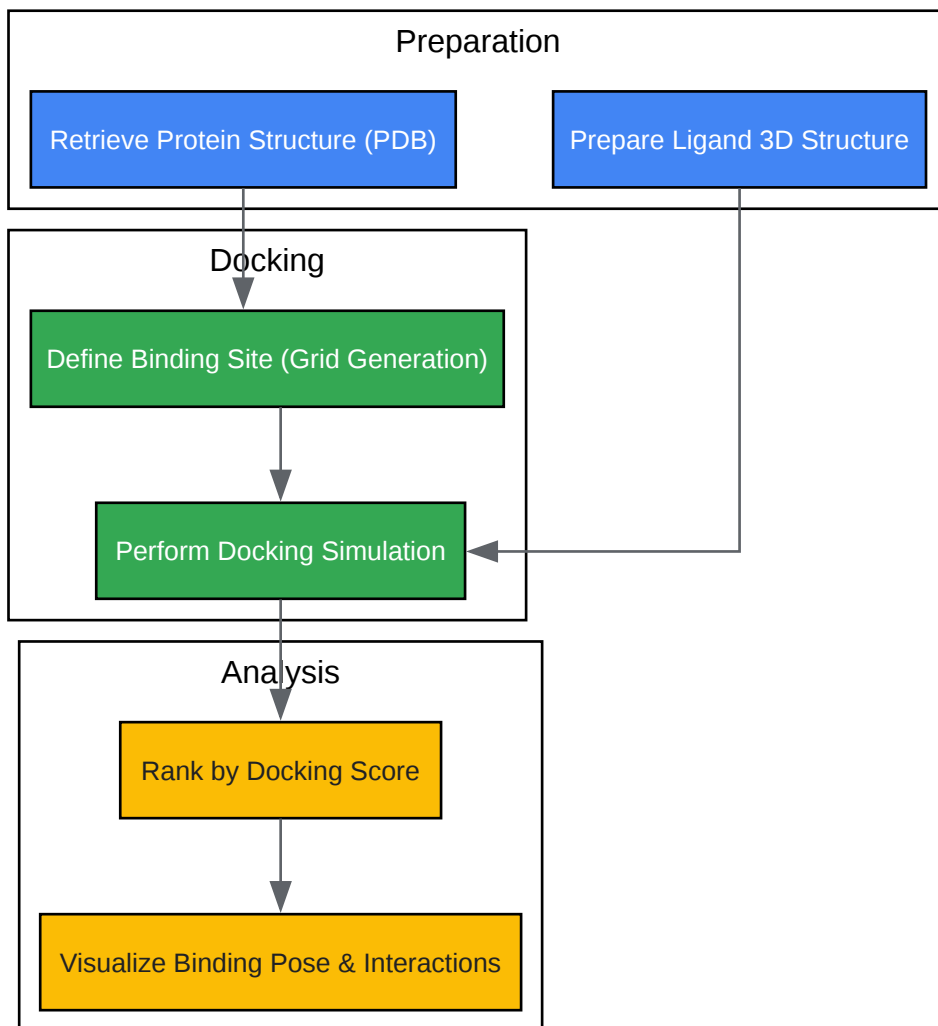 Preparation
Retrieve Protein Structure (PDB)
Prepare Ligand 3D Structure
Docking
Define Binding Site (Grid Generation)
Perform Docking Simulation
Analysis
Rank by Docking Score
Visualize Binding Pose & Interactions